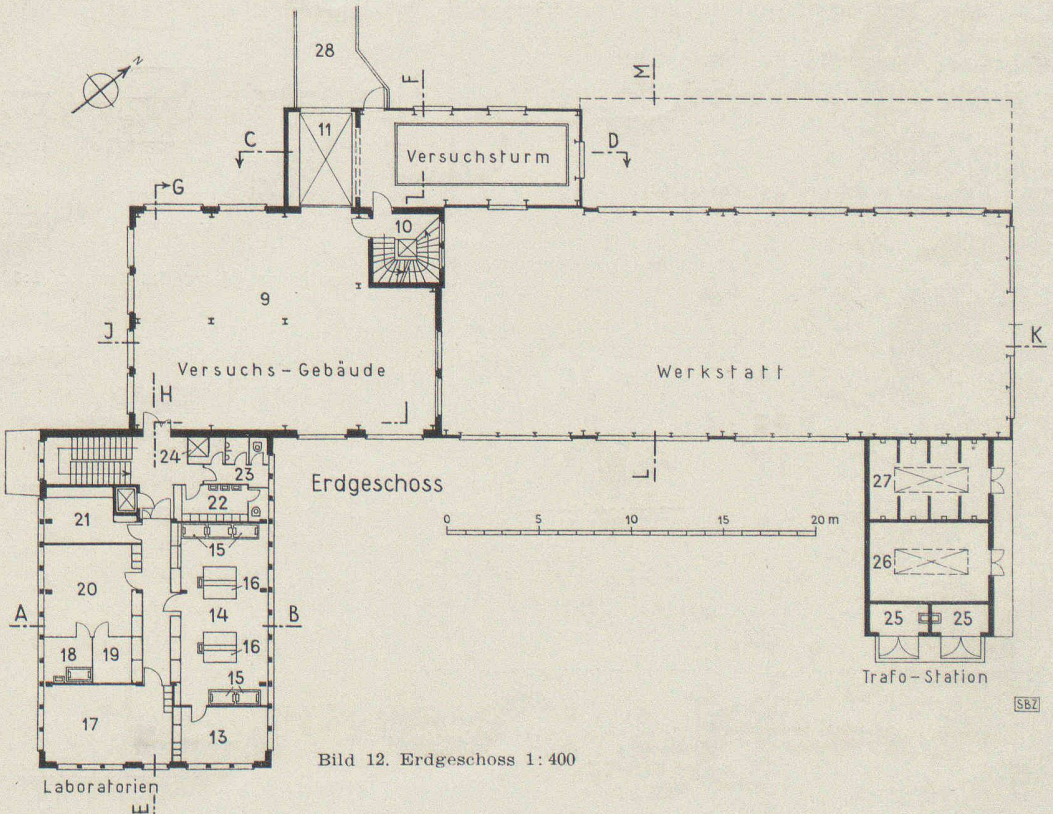 N
28
F
M
C
11
Versuchsturm
D
G
10
9
J
Versuchs-Gebäude
Werkstatt
K
H
L
24
23
Erdgeschoss
22
21
27
0 5 10 15 20 m
15
26
20
16
14
A
B
16
25 25
18 19
15
Trafo-Station
17
13
SBZ
Bild 12. Erdgeschoss 1:400
Laboratorien
E